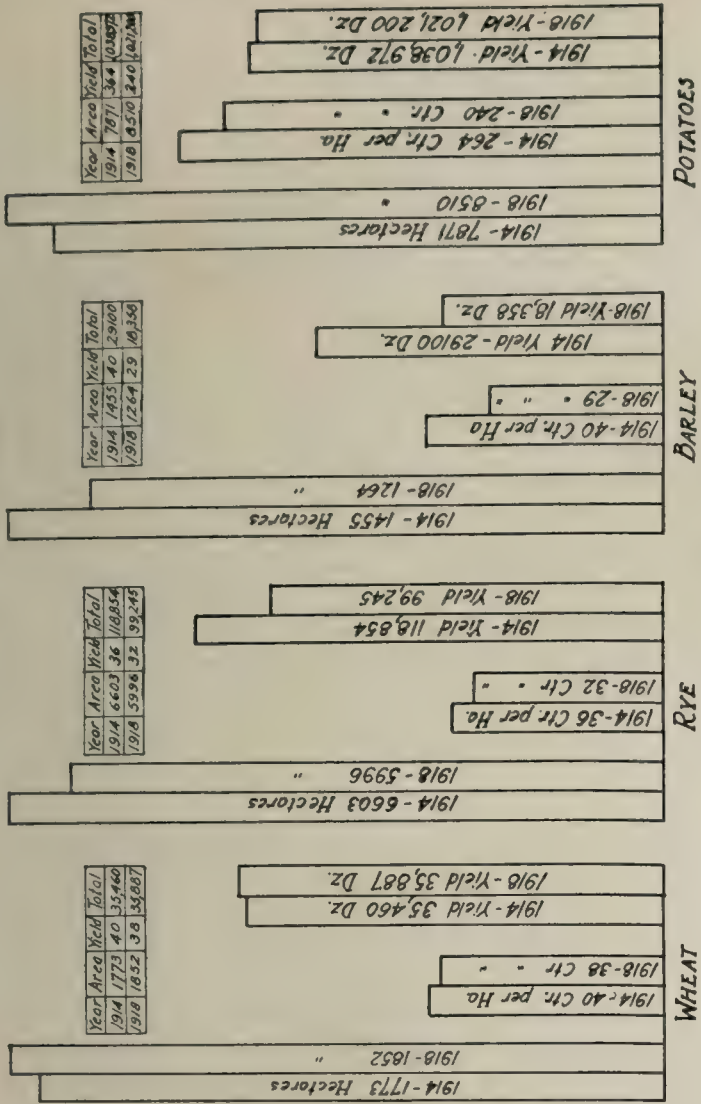 Year Area Yield Total
1914 1773 40 35,460
1918 1852 38 35,887
1914-1773 Hectares
1918-1852 "
1914-40 Ctr. per Ha.
1918-38 Ctr " "
1914-Yield 35,460 Dz.
1918-Yield 35,887 Dz.
WHEAT
Year Area Yield Total
1914 6603 36 118,854
1918 5996 32 99,245
1914-6603 Hectares
1918-5996 "
1914-36 Ctr. per Ha.
1918-32 Ctr " "
1914-Yield 118,854
1918-Yield 99,245
RYE
Year Area Yield Total
1914 1455 40 29100
1918 1264 29 18,358
1914-1455 Hectares
1918-1264 "
1914-40 Ctr. per Ha
1918-29 " " "
1914 Yield-29100 Dz.
1918-Yield 18,358 Dz.
BARLEY
Year Area Yield Total
1914 7871 364 1,038,972
1918 8510 240 1,021,200
1914-7871 Hectares
1918-8510 "
1914-264 Ctr. per Ha.
1918-240 Ctr. " "
1914-Yield 1,038,972 Dz.
1918-Yield 1,021,200 Dz.
POTATOES